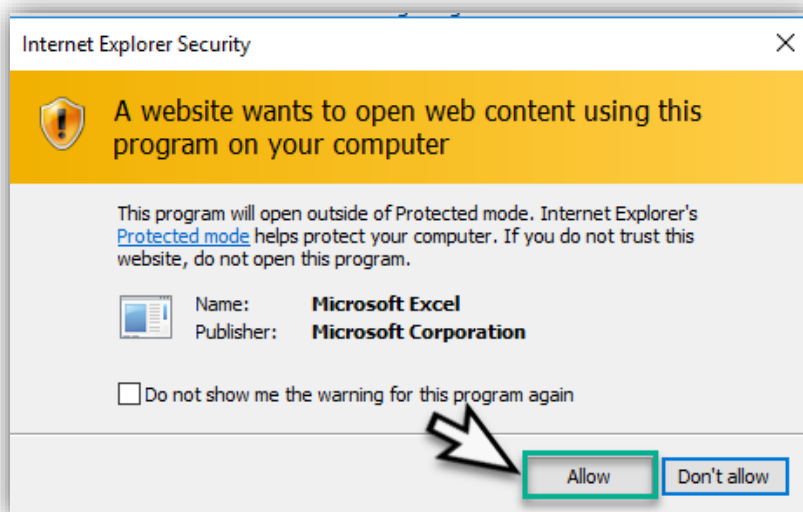 Internet Explorer Security
A website wants to open web content using this
program on your computer
This program will open outside of Protected mode. Internet Explorer's
Protected mode helps protect your computer. If you do not trust this
website, do not open this program.
Name: Microsoft Excel
Publisher: Microsoft Corporation
Do not show me the warning for this program again
Allow Don't allow